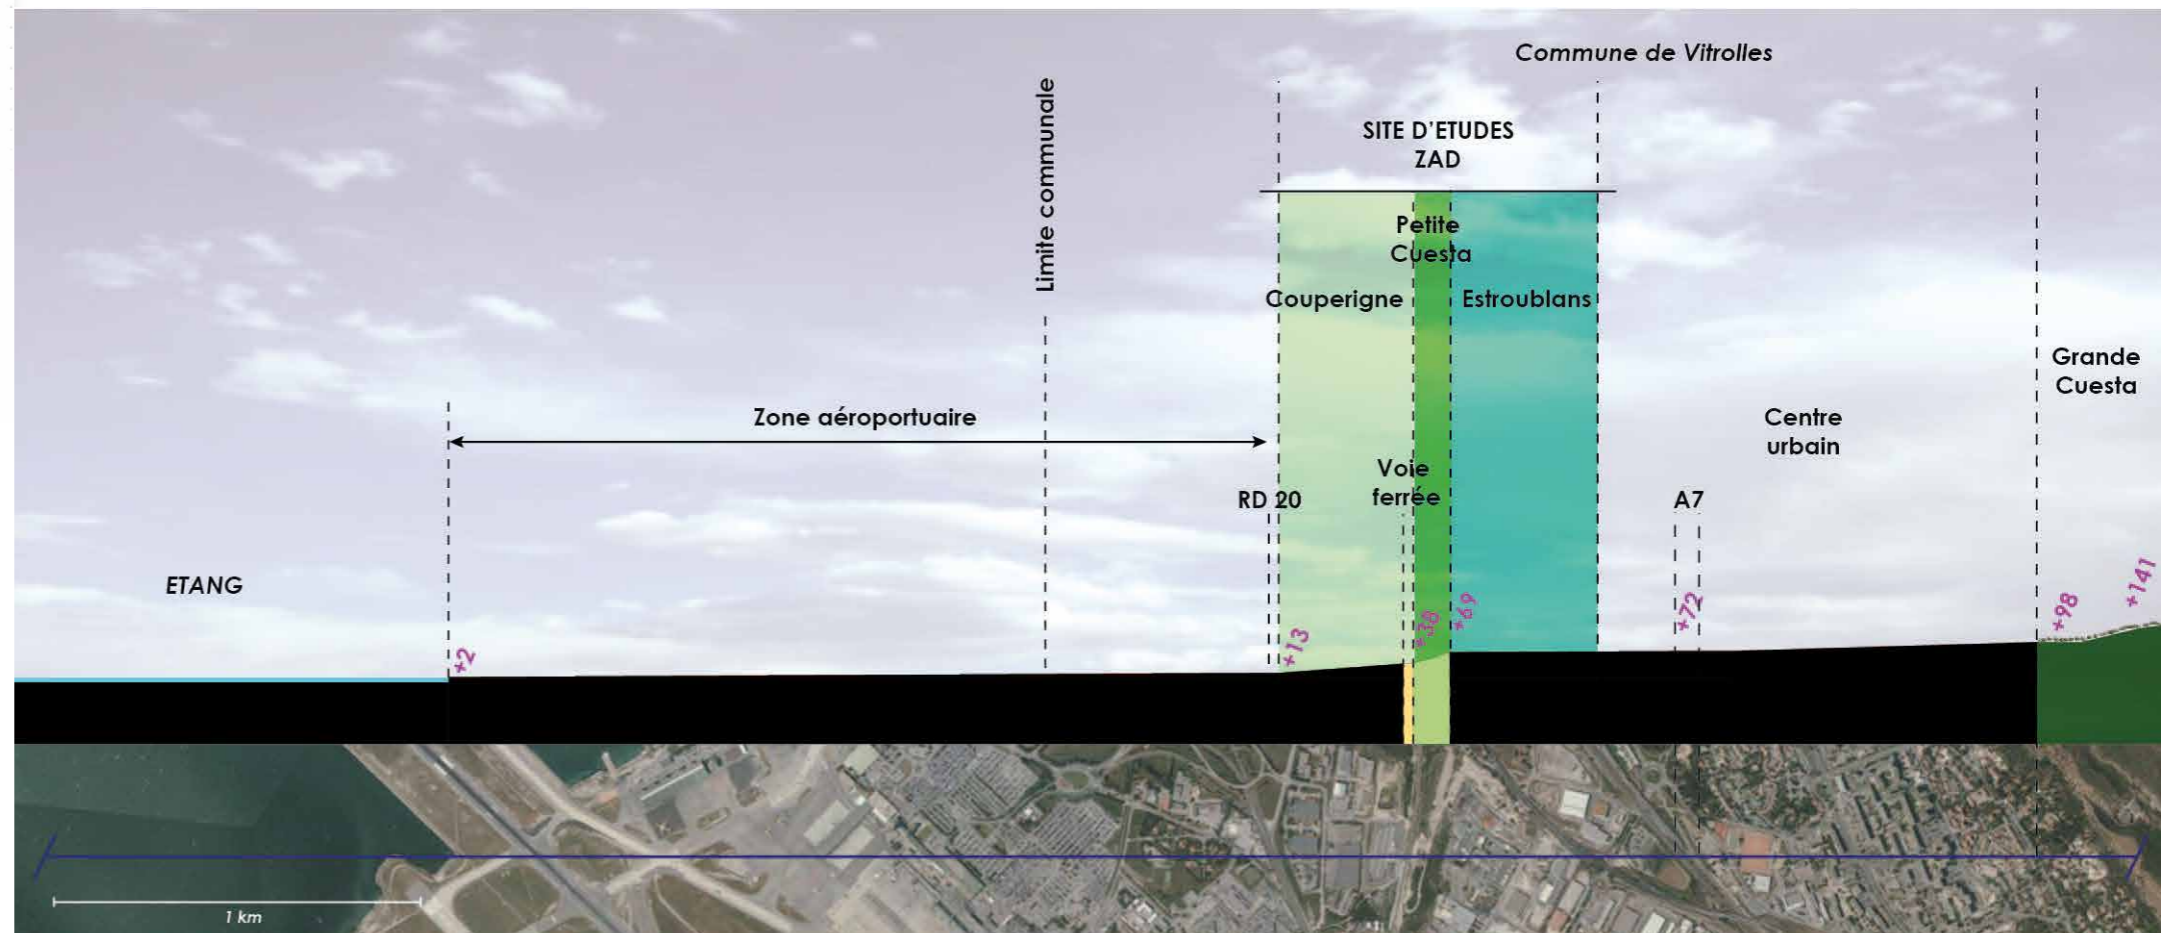 Commune de Vitrolles
Limite communale
SITE D'ETUDES
ZAD
Petite
Cuesta
Couperigne
Estroublans
Grande
Cuesta
Zone aéroportuaire
Centre
urbain
Voie
ferrée
RD 20
A7
ETANG
+2
+13
+38
+69
+72
+98
+141
1 km